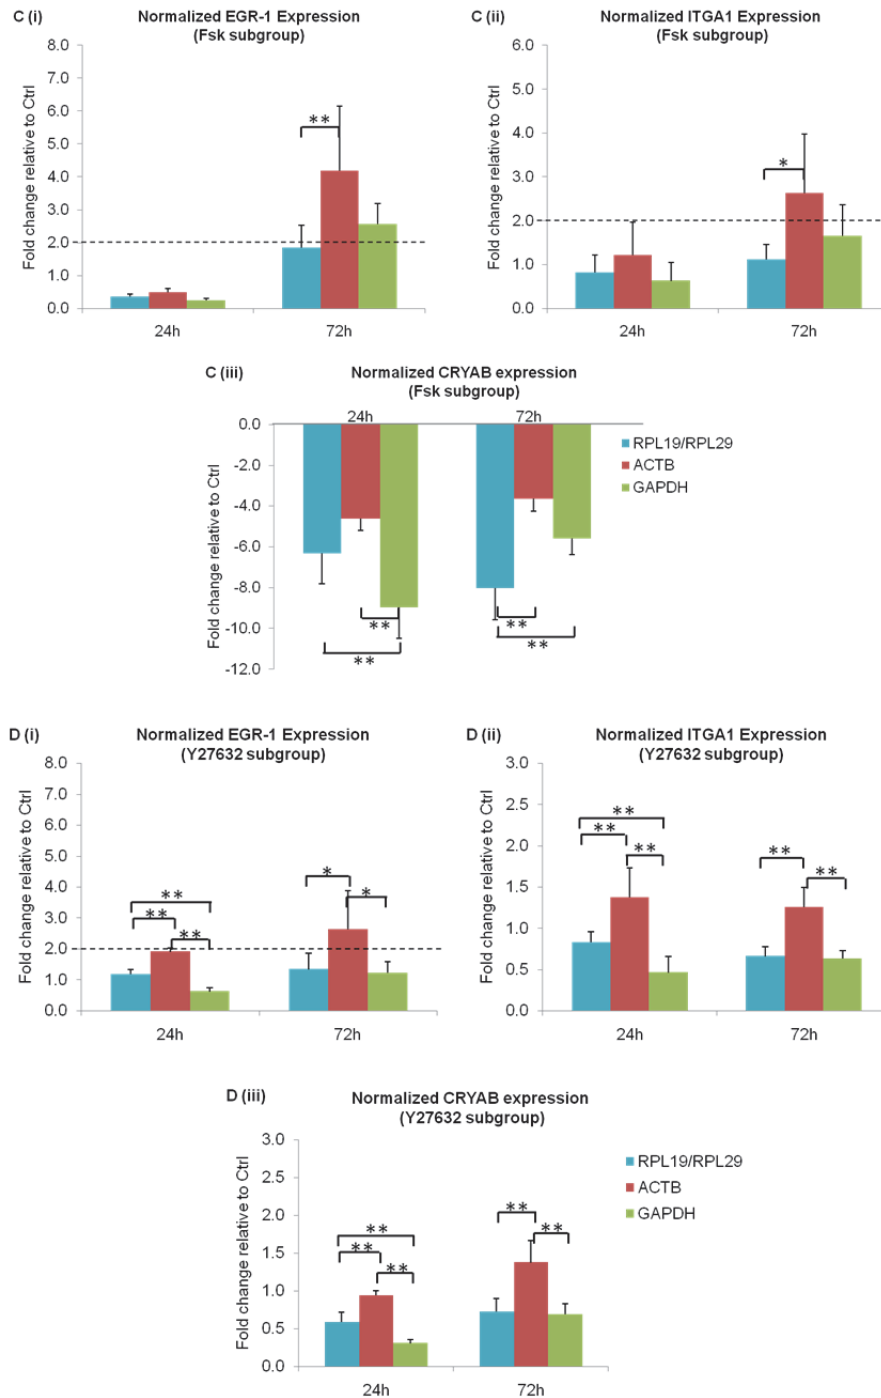 C (i)
Normalized EGR-1 Expression
(Fsk subgroup)
Fold change relative to Ctrl
8.0
7.0
6.0
5.0
4.0
3.0
2.0
1.0
0.0
**
24h
72h
C (ii)
Normalized ITGA1 Expression
(Fsk subgroup)
Fold change relative to Ctrl
6.0
5.0
4.0
3.0
2.0
1.0
0.0
*
24h
72h
C (iii)
Normalized CRYAB expression
(Fsk subgroup)
Fold change relative to Ctrl
0.0
-2.0
-4.0
-6.0
-8.0
-10.0
-12.0
24h
72h
**
**
**
**
RPL19/RPL29
ACTB
GAPDH
D (i)
Normalized EGR-1 Expression
(Y27632 subgroup)
Fold change relative to Ctrl
8.0
7.0
6.0
5.0
4.0
3.0
2.0
1.0
0.0
**
**
**
*
*
24h
72h
D (ii)
Normalized ITGA1 Expression
(Y27632 subgroup)
Fold change relative to Ctrl
3.0
2.5
2.0
1.5
1.0
0.5
0.0
**
**
**
**
**
24h
72h
D (iii)
Normalized CRYAB expression
(Y27632 subgroup)
Fold change relative to Ctrl
3.0
2.5
2.0
1.5
1.0
0.5
0.0
**
**
**
**
**
24h
72h
RPL19/RPL29
ACTB
GAPDH